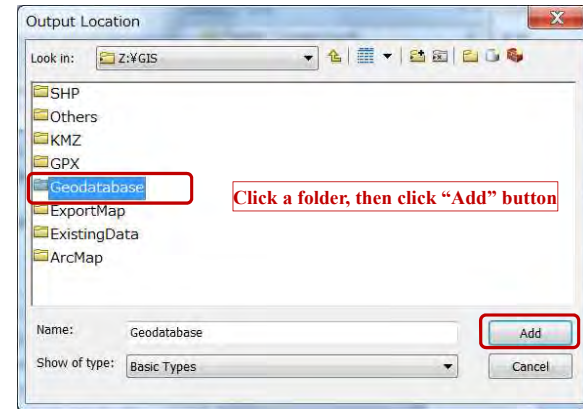 Output Location
Look in: Z:¥GIS
SHP
Others
KMZ
GPX
Geodatabase
Click a folder, then click “Add” button
ExportMap
ExistingData
ArcMap
Name: Geodatabase Add
Show of type: Basic Types Cancel